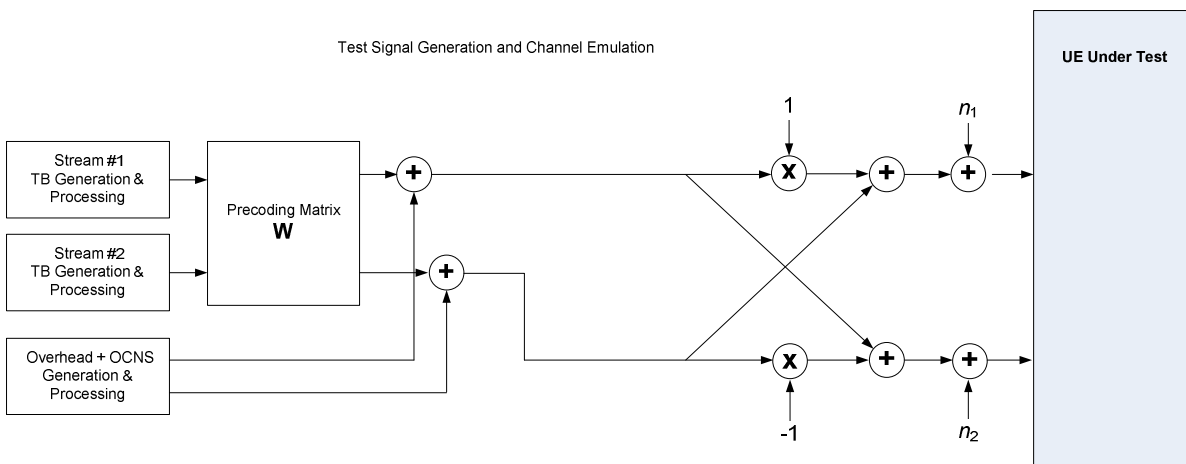 Test Signal Generation and Channel Emulation
UE Under Test
Stream #1
TB Generation &
Processing
Stream #2
TB Generation &
Processing
Overhead + OCNS
Generation &
Processing
Precoding Matrix
W
+
+
1
x
+
n1
+
x
-1
+
+
n2